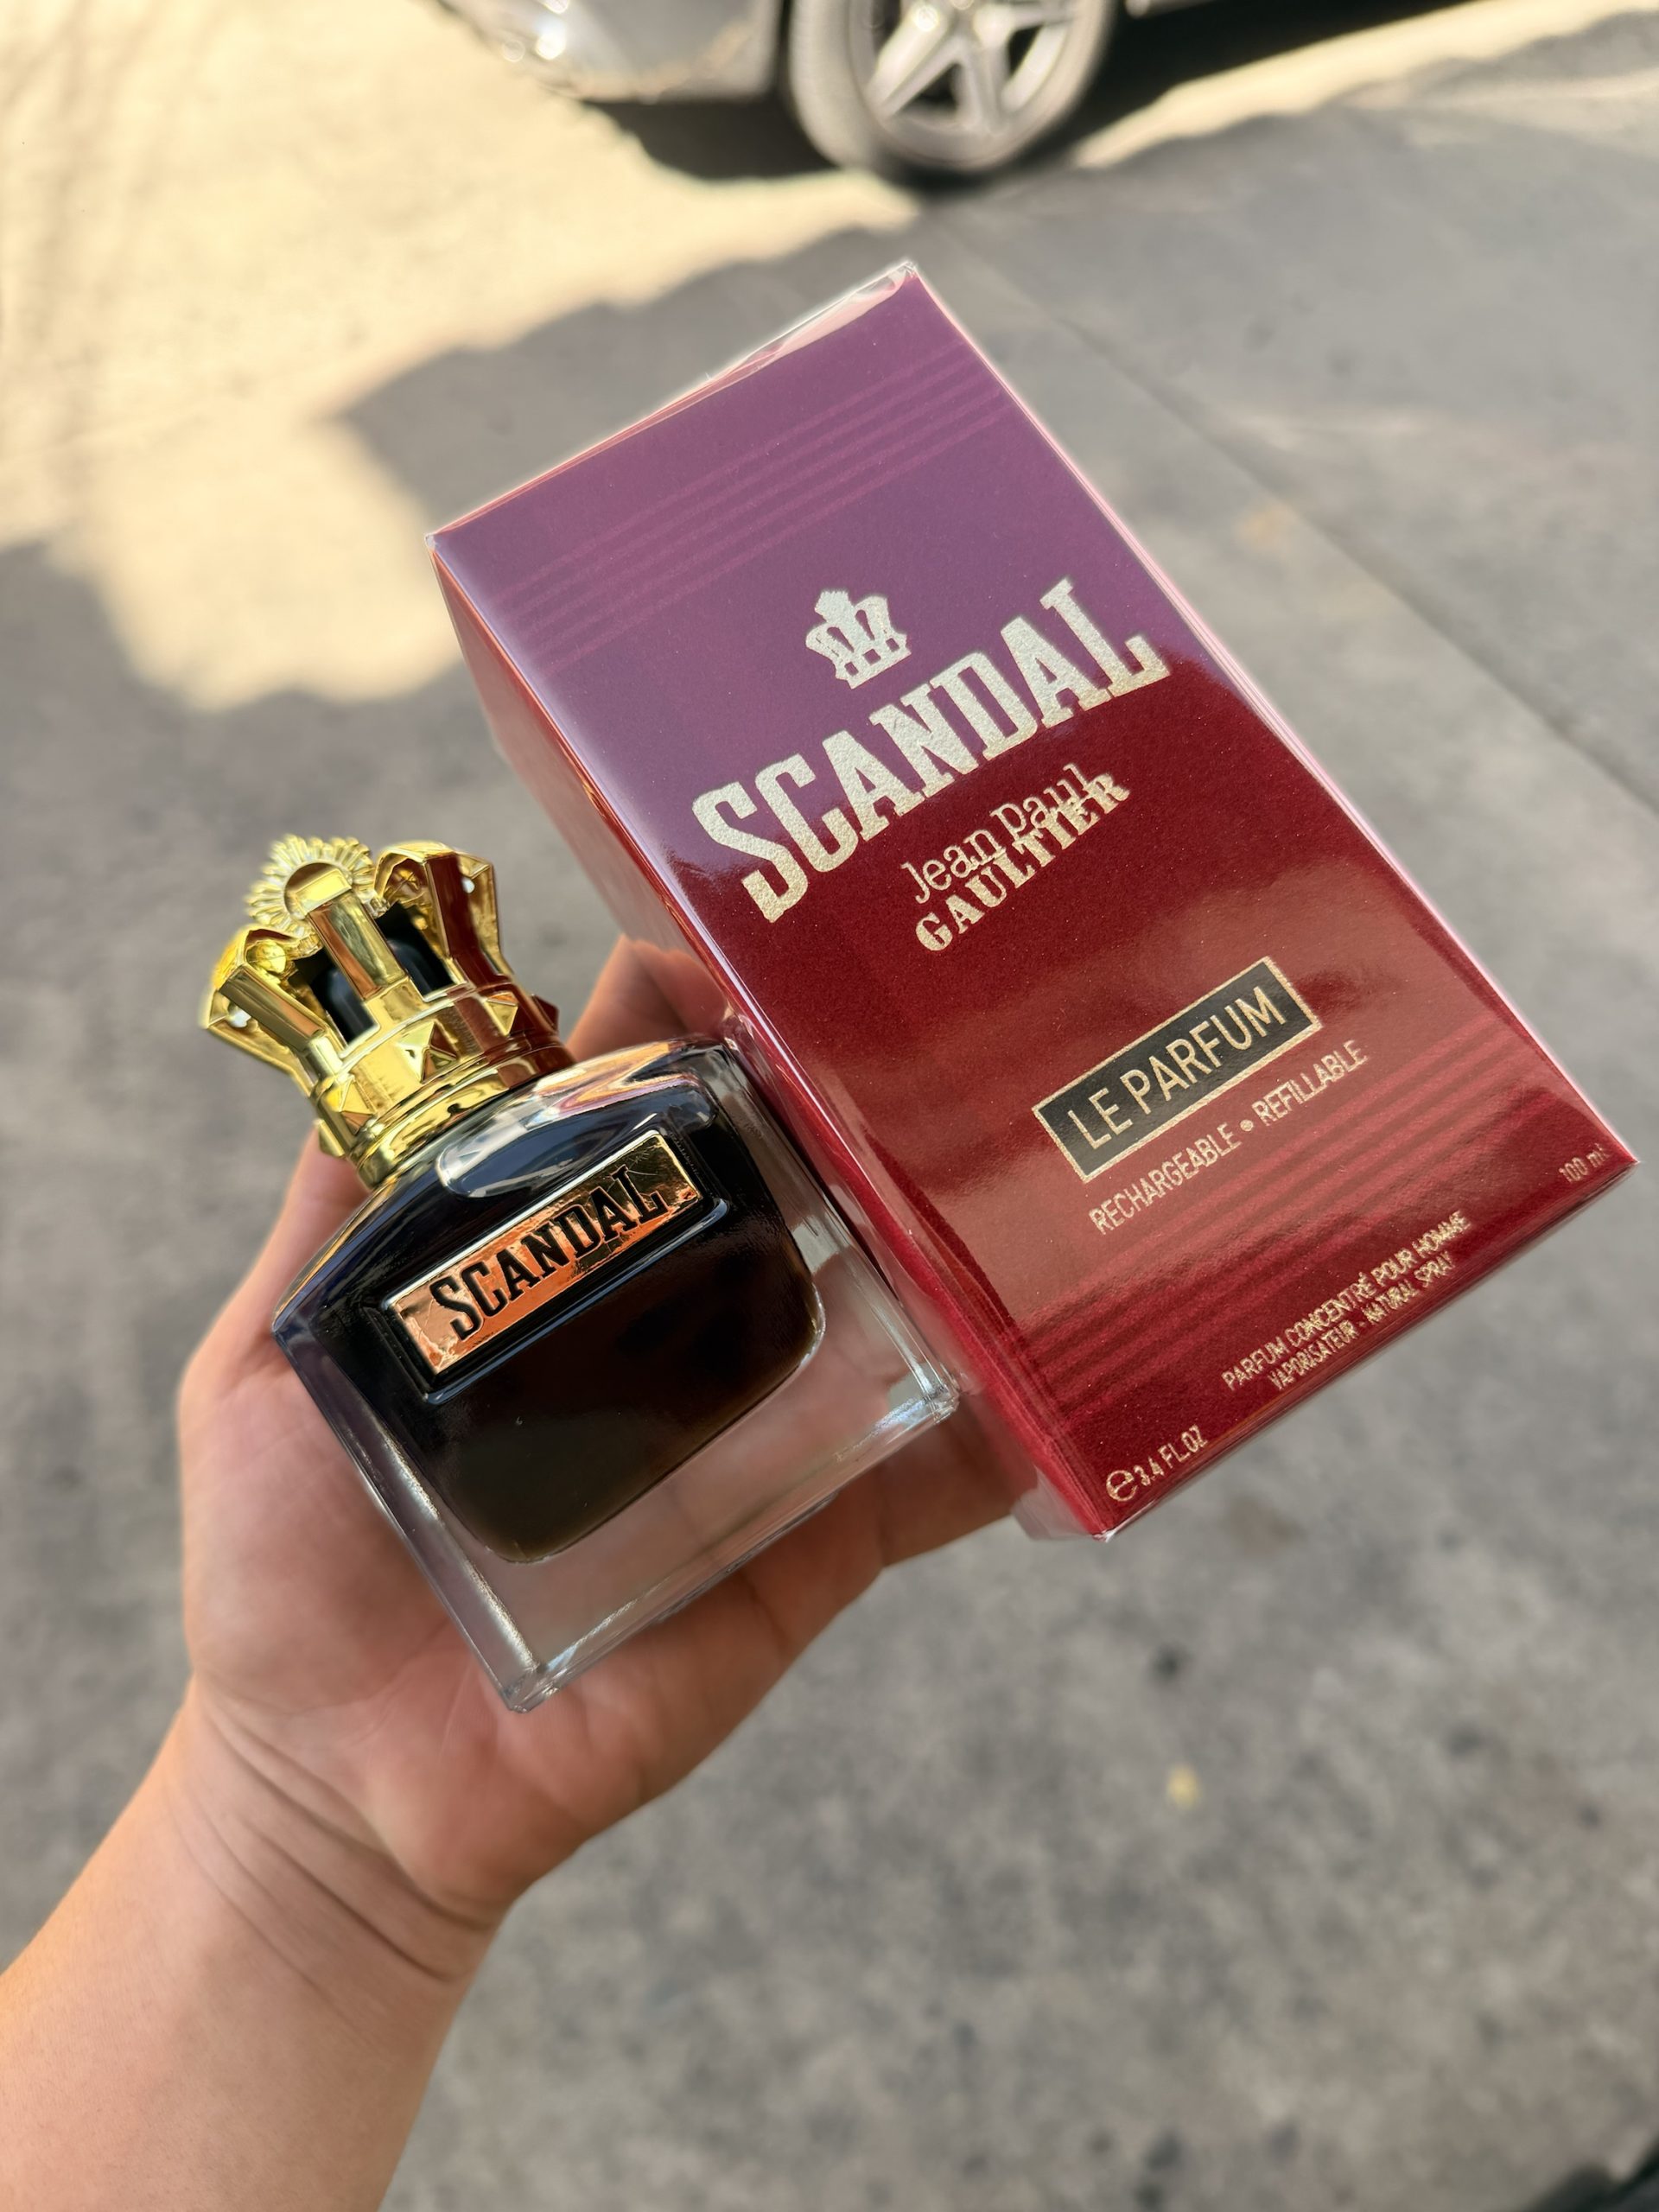 SCANDAL
Jean Paul
GAULTIER
LE PARFUM
RECHARGEABLE • REFILLABLE
PARFUM CONCENTRÉ POUR HOMME
VAPORISATEUR - NATURAL SPRAY
e 3.4 FL.OZ
100 ml
SCANDAL